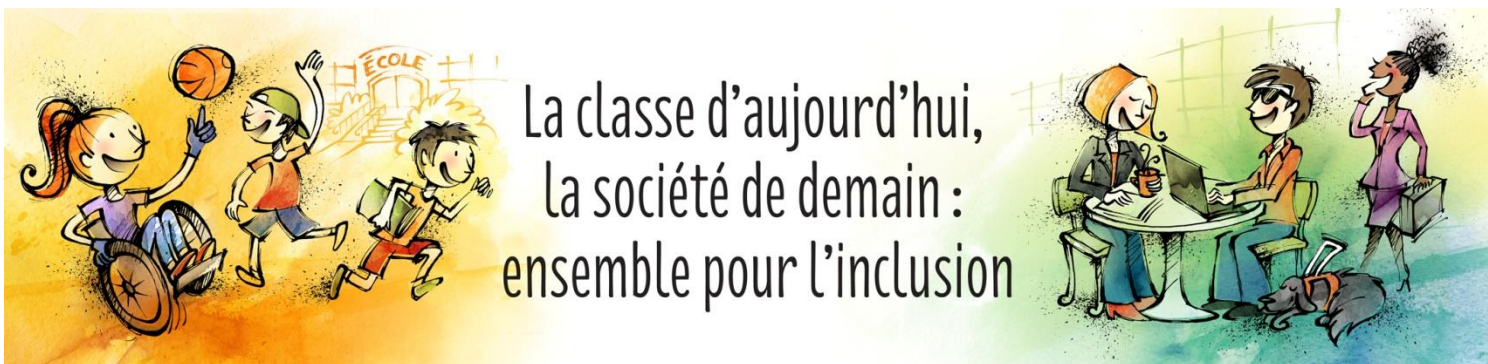 ÉCOLE
La classe d'aujourd'hui,
la société de demain :
ensemble pour l'inclusion